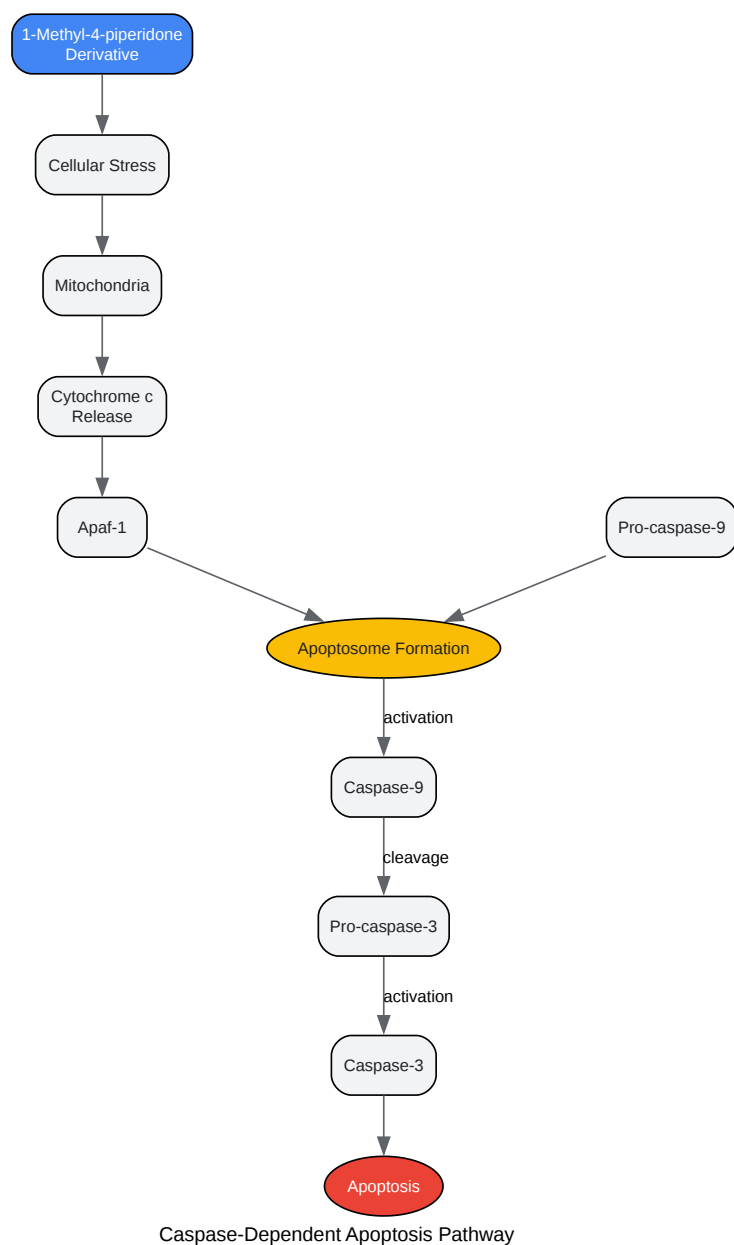 1-Methyl-4-piperidone
Derivative
Cellular Stress
Mitochondria
Cytochrome c
Release
Apaf-1
Pro-caspase-9
Apoptosome Formation
activation
Caspase-9
cleavage
Pro-caspase-3
activation
Caspase-3
Apoptosis
Caspase-Dependent Apoptosis Pathway